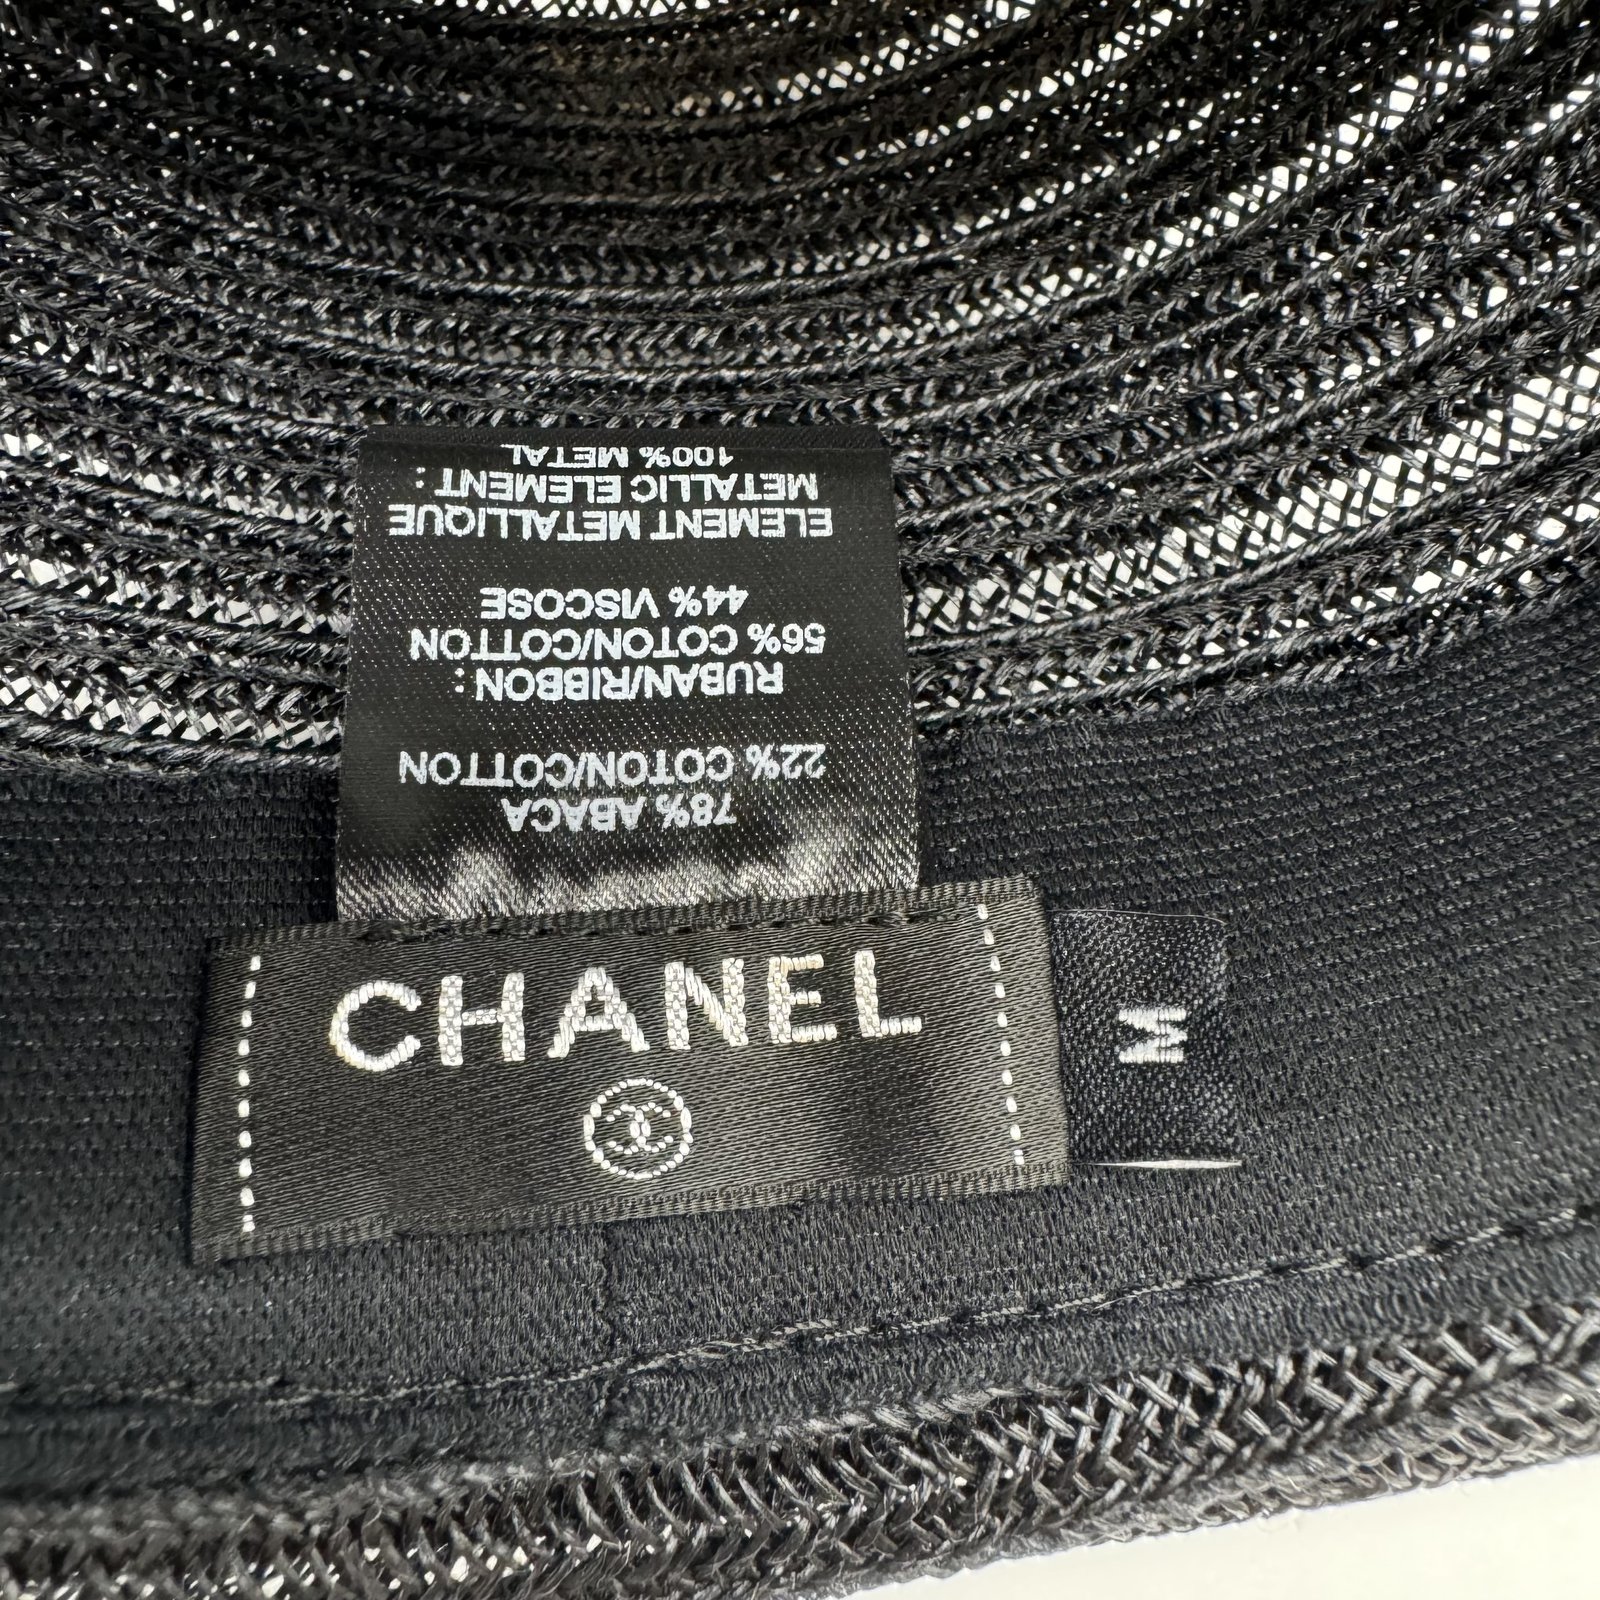 78% ABACA
22% COTON/COTTON
RUBAN/RIBBON :
56% COTON/COTTON
44% VISCOSE
ELEMENT METALLIQUE
METALLIC ELEMENT :
100% METAL
CHANEL
M